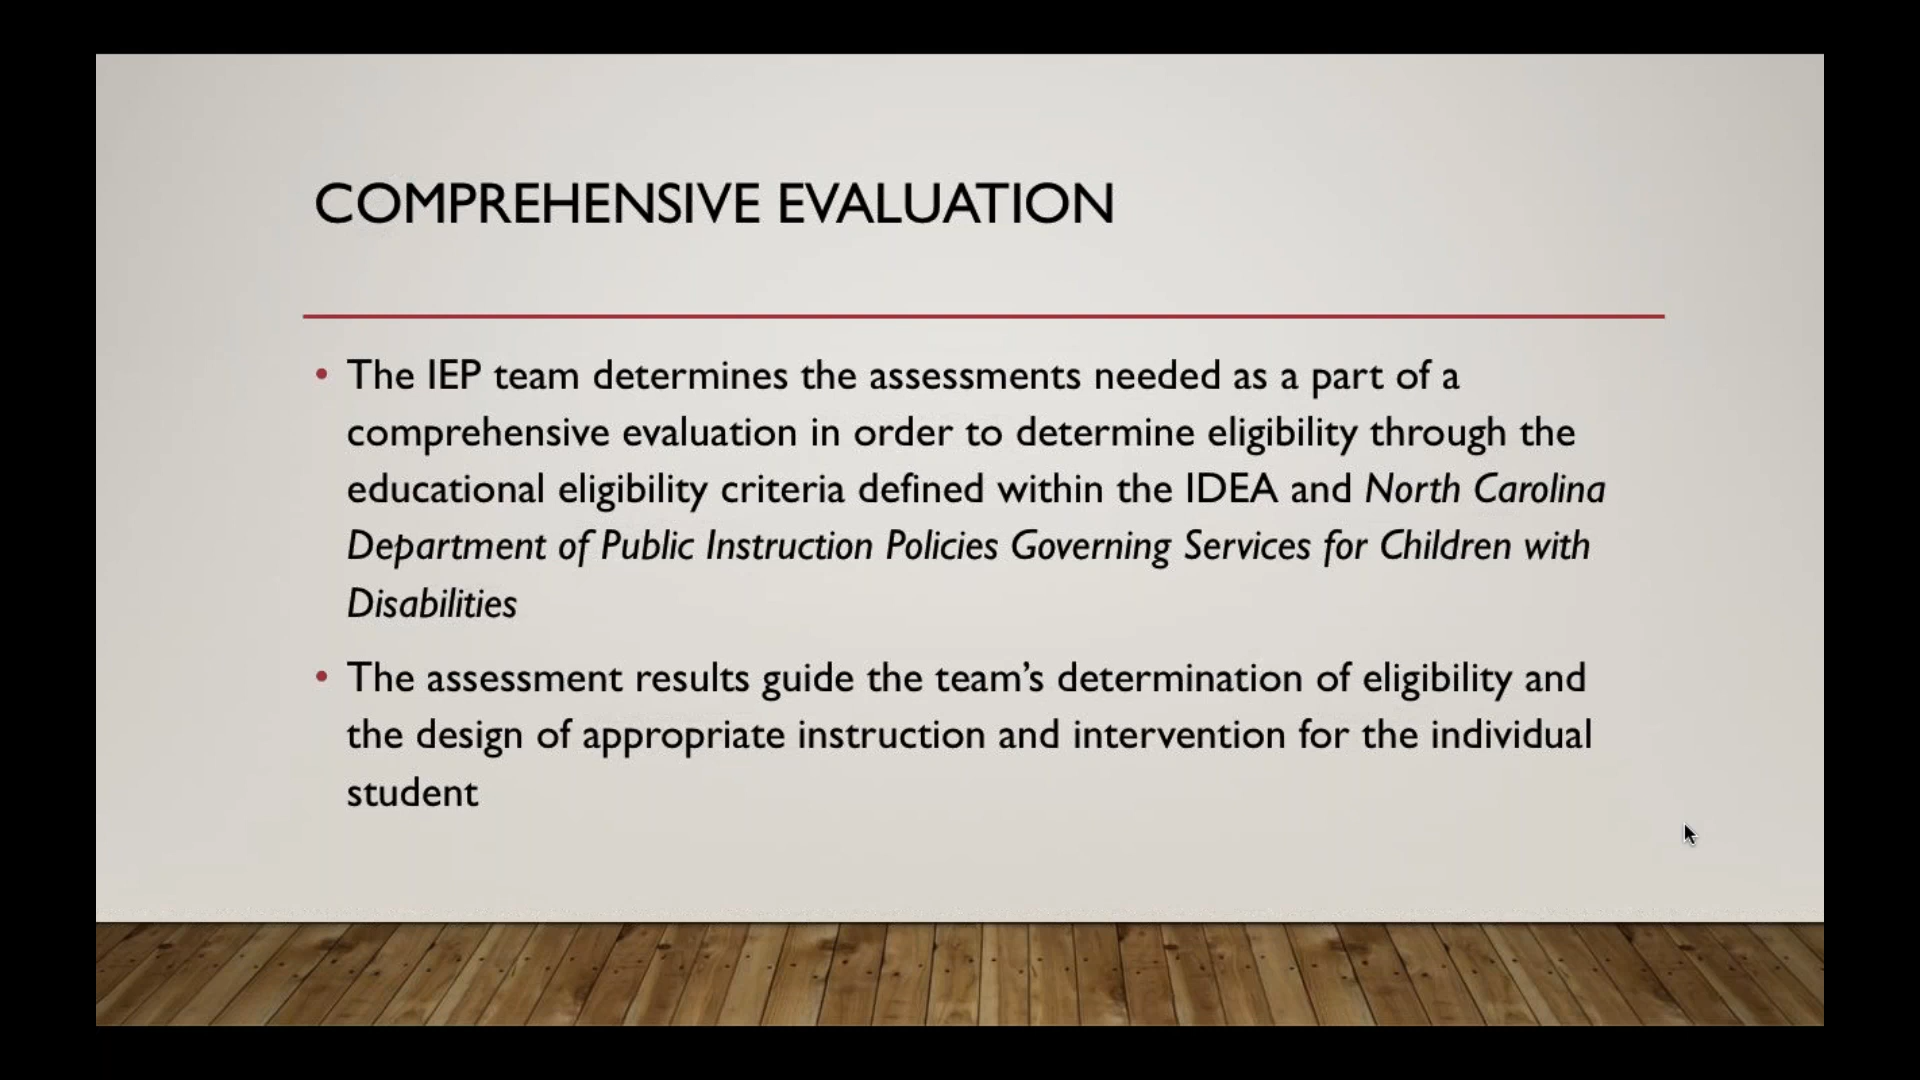 COMPREHENSIVE EVALUATION
• The IEP team determines the assessments needed as a part of a
comprehensive evaluation in order to determine eligibility through the
educational eligibility criteria defined within the IDEA and North Carolina
Department of Public Instruction Policies Governing Services for Children with
Disabilities
• The assessment results guide the team’s determination of eligibility and
the design of appropriate instruction and intervention for the individual
student